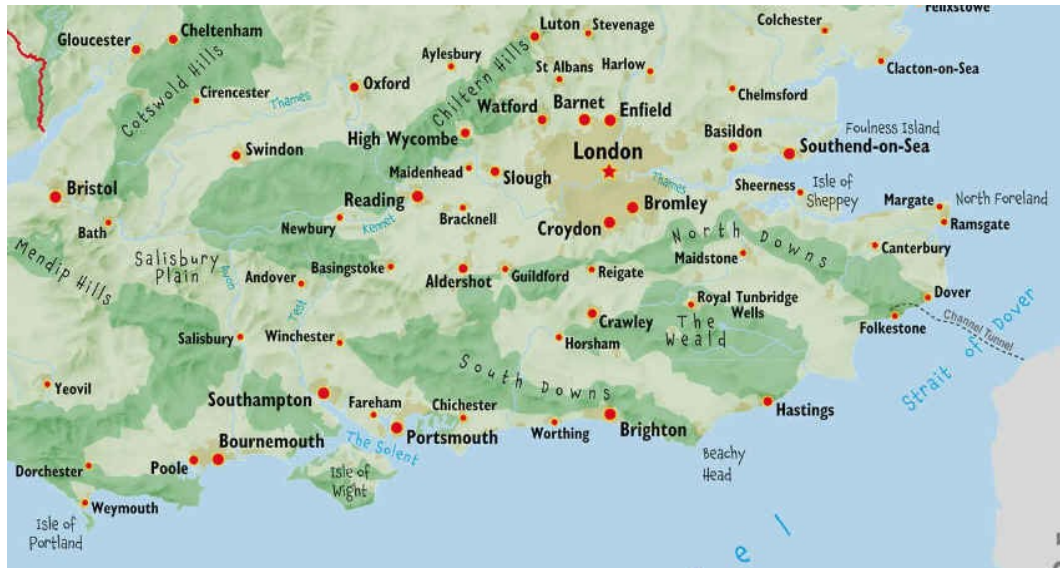 Felixstowe
Colchester
Luton
Stevenage
Cheltenham
Gloucester
Aylesbury
Chiltern Hills
St Albans
Harlow
Clacton-on-Sea
Cotswold Hills
Cirencester
Thames
Oxford
Chelmsford
Watford
Barnet
Enfield
High Wycombe
Basildon
Foulness Island
Southend-on-Sea
Swindon
London
Maidenhead
Slough
Thames
Sheerness
Isle of
Sheppey
Bristol
Reading
Bromley
Margate
North Foreland
Bath
Newbury
Kennet
Bracknell
Croydon
Ramsgate
Mendip Hills
Salisbury
Plain
Avon
North Downs
Canterbury
Andover
Basingstoke
Aldershot
Guildford
Reigate
Maidstone
Test
Royal Tunbridge
Wells
Dover
Crawley
The
Weald
Folkestone
Channel Tunnel
Strait of Dover
Salisbury
Winchester
Horsham
South Downs
Yeovil
Southampton
Fareham
Chichester
Hastings
Bournemouth
The Solent
Portsmouth
Worthing
Brighton
Beachy
Head
Dorchester
Poole
Isle of
Wight
Weymouth
Isle of
Portland
e l